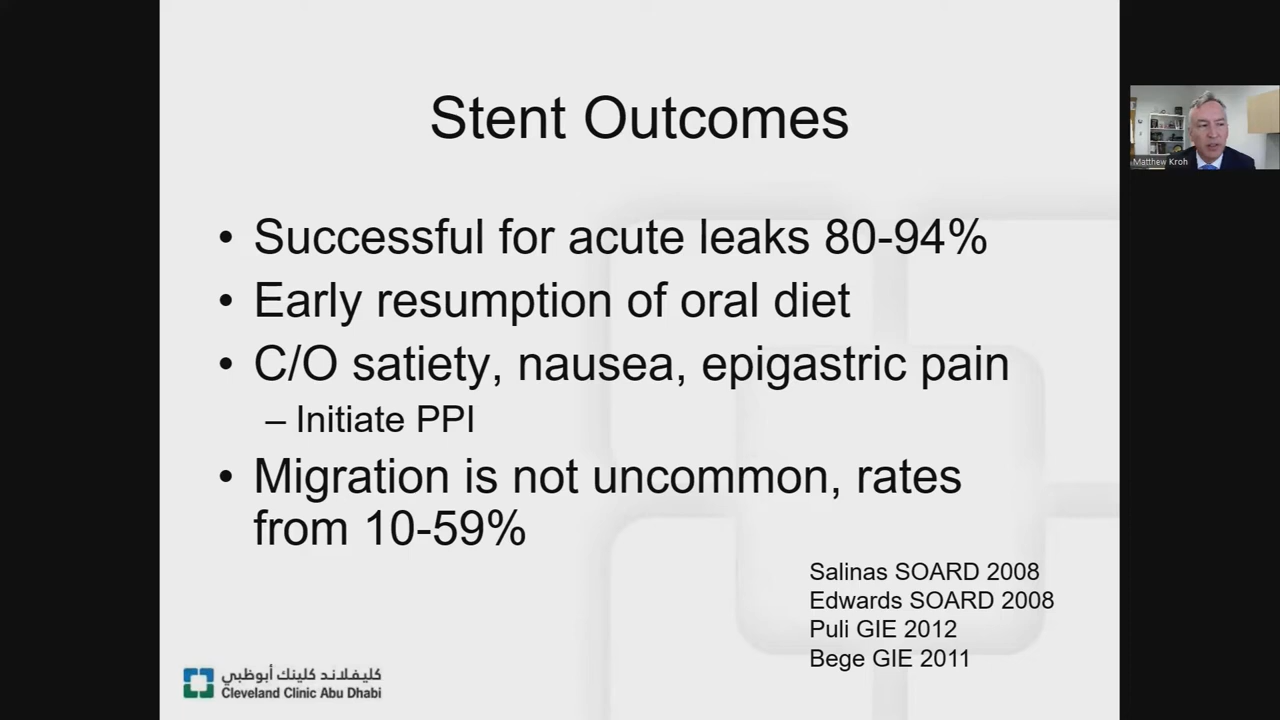 Stent Outcomes
• Successful for acute leaks 80-94%
• Early resumption of oral diet
• C/O satiety, nausea, epigastric pain
– Initiate PPI
• Migration is not uncommon, rates
from 10-59%
Salinas SOARD 2008
Edwards SOARD 2008
Puli GIE 2012
Bege GIE 2011
كليفلاند كلينك أبوظبي
Cleveland Clinic Abu Dhabi
Matthew Kroh